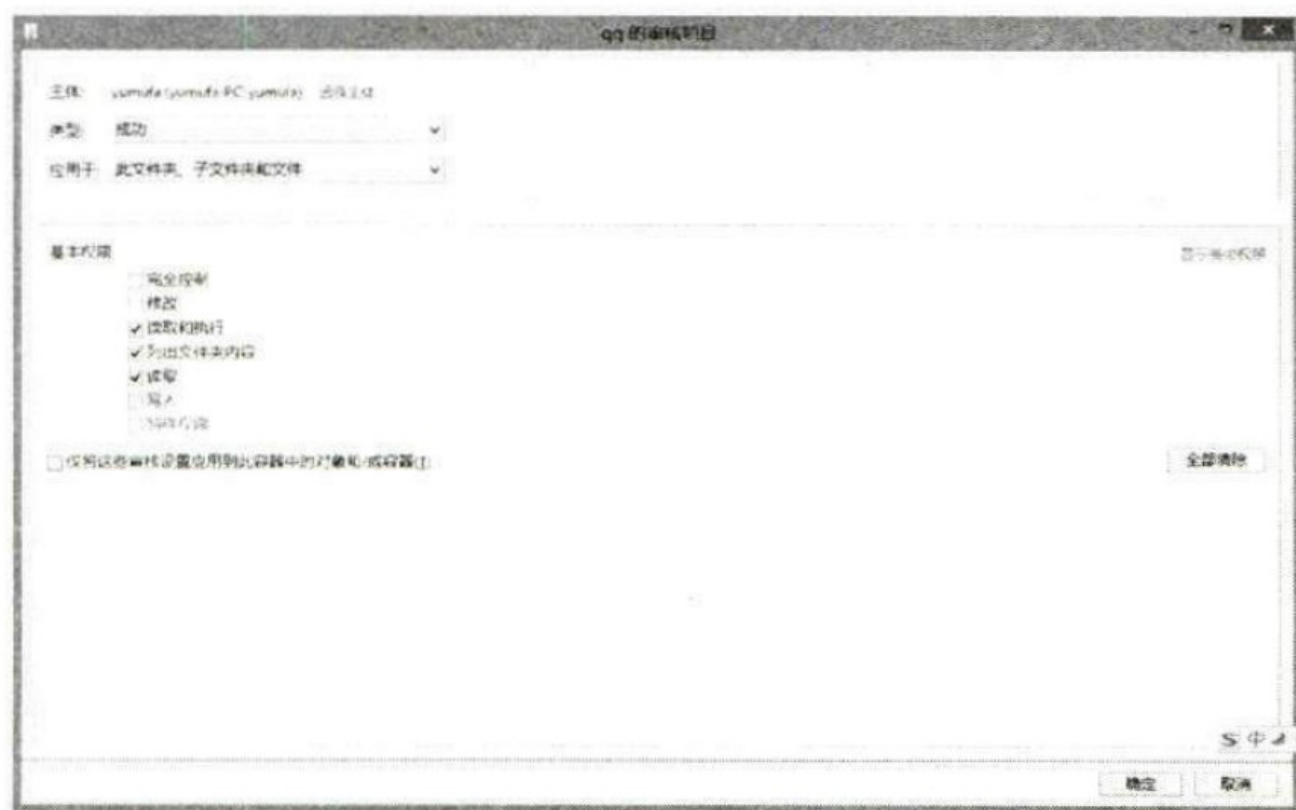 qq 的审核项目
主体: yumufa (yumufa-PC\yumufa) 选择主体
类型: 成功
应用于: 此文件夹、子文件夹和文件
基本权限: 显示高级权限
完全控制
修改
读取和执行
列出文件夹内容
读取
写入
特殊权限
仅将这些审核设置应用到此容器中的对象和/或容器(T)
全部清除
S 中
确定 取消